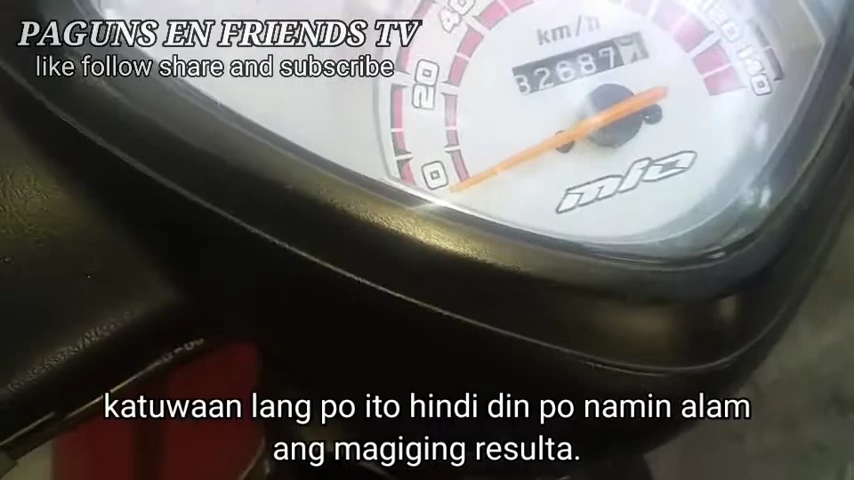 PAGUNS EN FRIENDS TV
like follow share and subscribe
km/h
0
20
40
120
140
mio
katuwaan lang po ito hindi din po namin alam
ang magiging resulta.